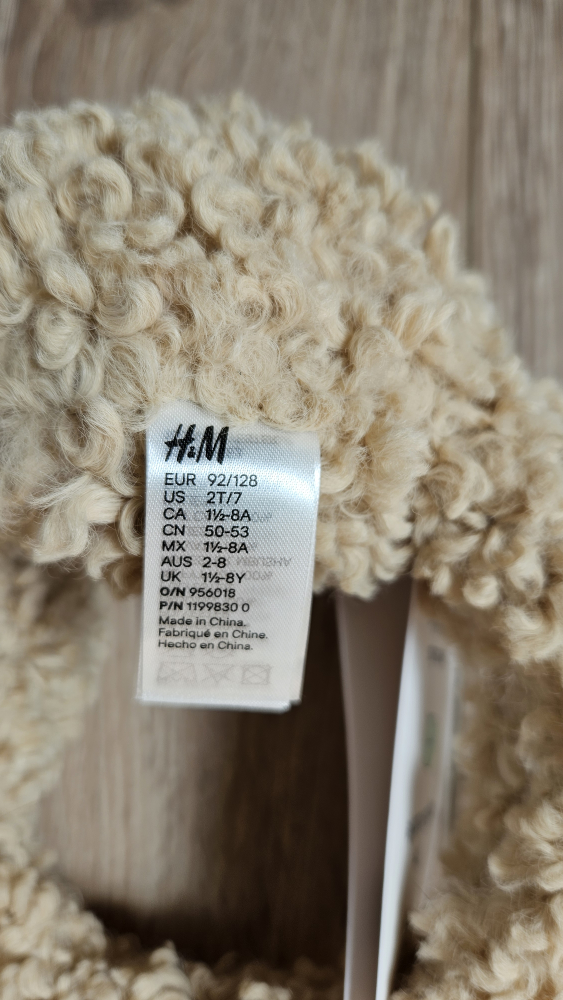 H&M
EUR 92/128
US 2T/7
CA 1½-8A
CN 50-53
MX 1½-8A
AUS 2-8
UK 1½-8Y
O/N 956018
P/N 1199830 0
Made in China.
Fabriqué en Chine.
Hecho en China.